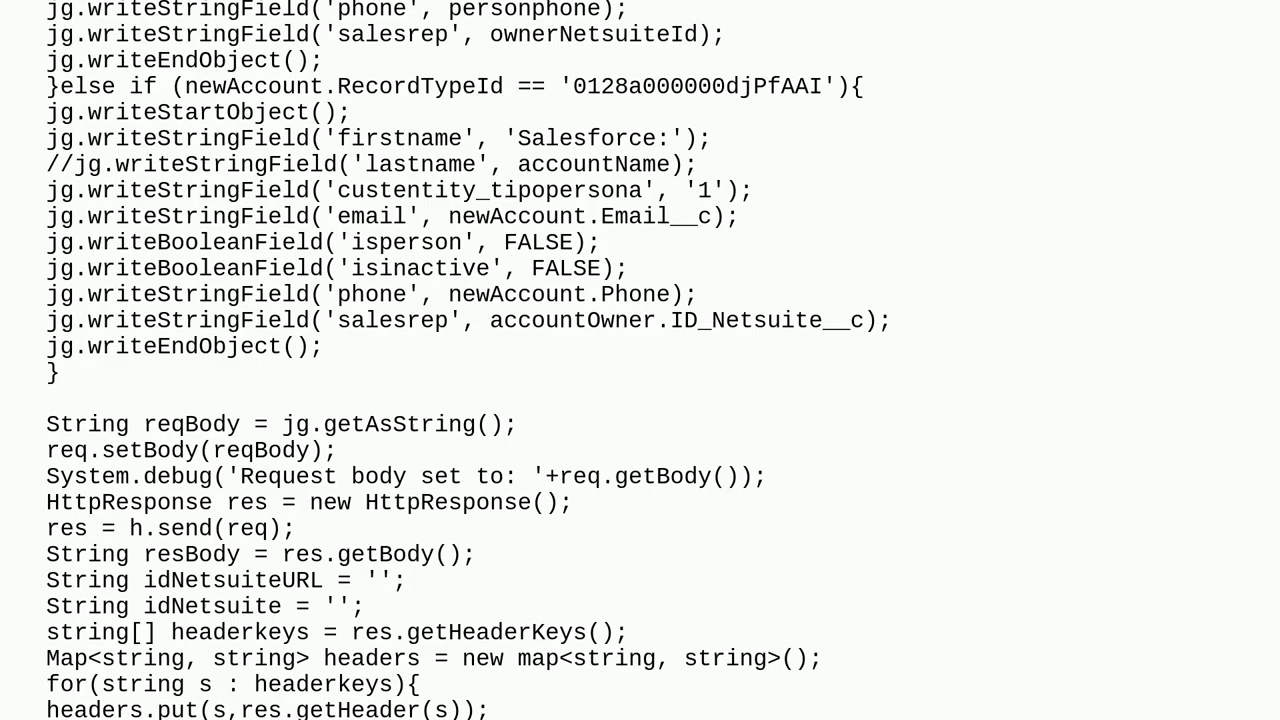 jg.writeStringField('phone', personphone);
jg.writeStringField('salesrep', ownerNetsuiteId);
jg.writeEndObject();
}else if (newAccount.RecordTypeId == '0128a000000djPfAAI'){
jg.writeStartObject();
jg.writeStringField('firstname', 'Salesforce:');
//jg.writeStringField('lastname', accountName);
jg.writeStringField('custentity_tipopersona', '1');
jg.writeStringField('email', newAccount.Email__c);
jg.writeBooleanField('isperson', FALSE);
jg.writeBooleanField('isinactive', FALSE);
jg.writeStringField('phone', newAccount.Phone);
jg.writeStringField('salesrep', accountOwner.ID_Netsuite__c);
jg.writeEndObject();
}
String reqBody = jg.getAsString();
req.setBody(reqBody);
System.debug('Request body set to: '+req.getBody());
HttpResponse res = new HttpResponse();
res = h.send(req);
String resBody = res.getBody();
String idNetsuiteURL = '';
String idNetsuite = '';
string[] headerkeys = res.getHeaderKeys();
Map<string, string> headers = new map<string, string>();
for(string s : headerkeys){
headers.put(s,res.getHeader(s));